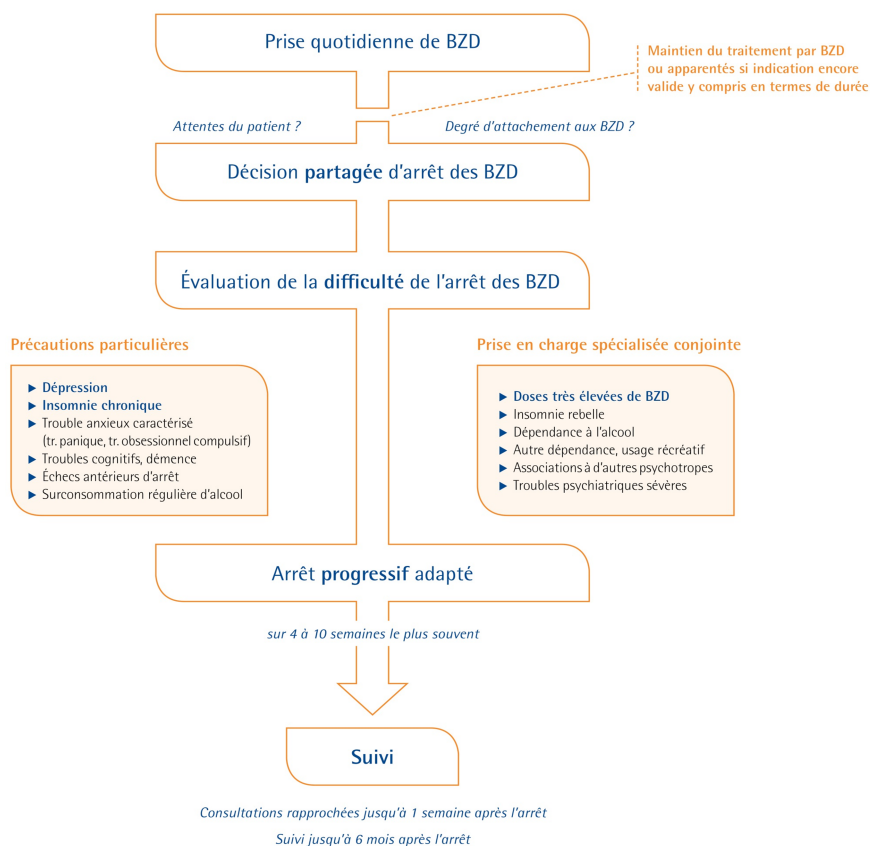 Prise quotidienne de BZD
Maintien du traitement par BZD
ou apparentés si indication encore
valide y compris en termes de durée
Attentes du patient ?
Degré d'attachement aux BZD ?
Décision partagée d'arrêt des BZD
Évaluation de la difficulté de l'arrêt des BZD
Précautions particulières
► Dépression
► Insomnie chronique
► Trouble anxieux caractérisé
(tr. panique, tr. obsessionnel compulsif)
► Troubles cognitifs, démence
► Échecs antérieurs d'arrêt
► Surconsommation régulière d'alcool
Prise en charge spécialisée conjointe
► Doses très élevées de BZD
► Insomnie rebelle
► Dépendance à l'alcool
► Autre dépendance, usage récréatif
► Associations à d'autres psychotropes
► Troubles psychiatriques sévères
Arrêt progressif adapté
sur 4 à 10 semaines le plus souvent
Suivi
Consultations rapprochées jusqu'à 1 semaine après l'arrêt
Suivi jusqu'à 6 mois après l'arrêt